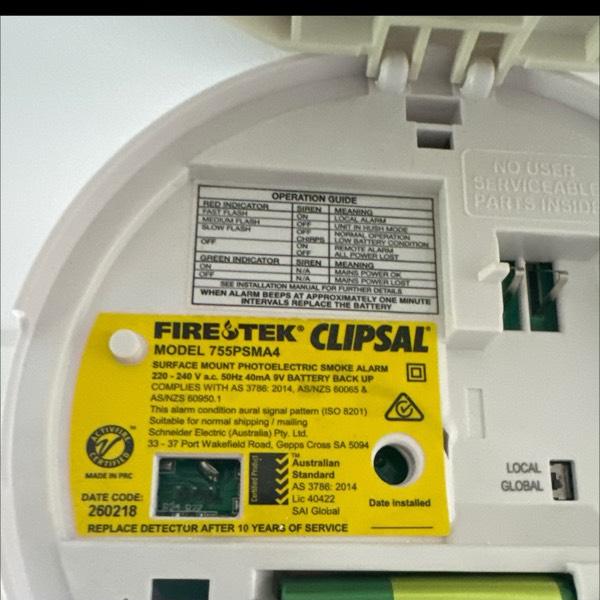 NO USER
SERVICEABLE
PARTS INSIDE
OPERATION GUIDE
RED INDICATOR SIREN MEANING
FAST FLASH ON LOCAL ALARM
MEDIUM FLASH OFF UNIT IN HUSH MODE
SLOW FLASH OFF NORMAL OPERATION
CHIRPS LOW BATTERY CONDITION
OFF ON REMOTE ALARM
OFF ALL POWER LOST
GREEN INDICATOR SIREN MEANING
ON N/A MAINS POWER OK
OFF N/A MAINS POWER LOST
SEE INSTALLATION MANUAL FOR FURTHER DETAILS
WHEN ALARM BEEPS AT APPROXIMATELY ONE MINUTE
INTERVALS REPLACE THE BATTERY
FIRETEK® CLIPSAL®
MODEL 755PSMA4
SURFACE MOUNT PHOTOELECTRIC SMOKE ALARM
220 - 240 V a.c. 50Hz 40mA 9V BATTERY BACK UP
COMPLIES WITH AS 3786: 2014, AS/NZS 60065 &
AS/NZS 60950.1
This alarm condition aural signal pattern (ISO 8201)
Suitable for normal shipping / mailing
Schneider Electric (Australia) Pty. Ltd.
33 - 37 Port Wakefield Road, Gepps Cross SA 5094
ACTIVFIRE
CERTIFIED
™
MADE IN PRC
DATE CODE:
260218
R24 R22
Certified Product
™
Australian
Standard
AS 3786: 2014
Lic 40422
SAI Global
Date installed
REPLACE DETECTOR AFTER 10 YEARS OF SERVICE
LOCAL
GLOBAL